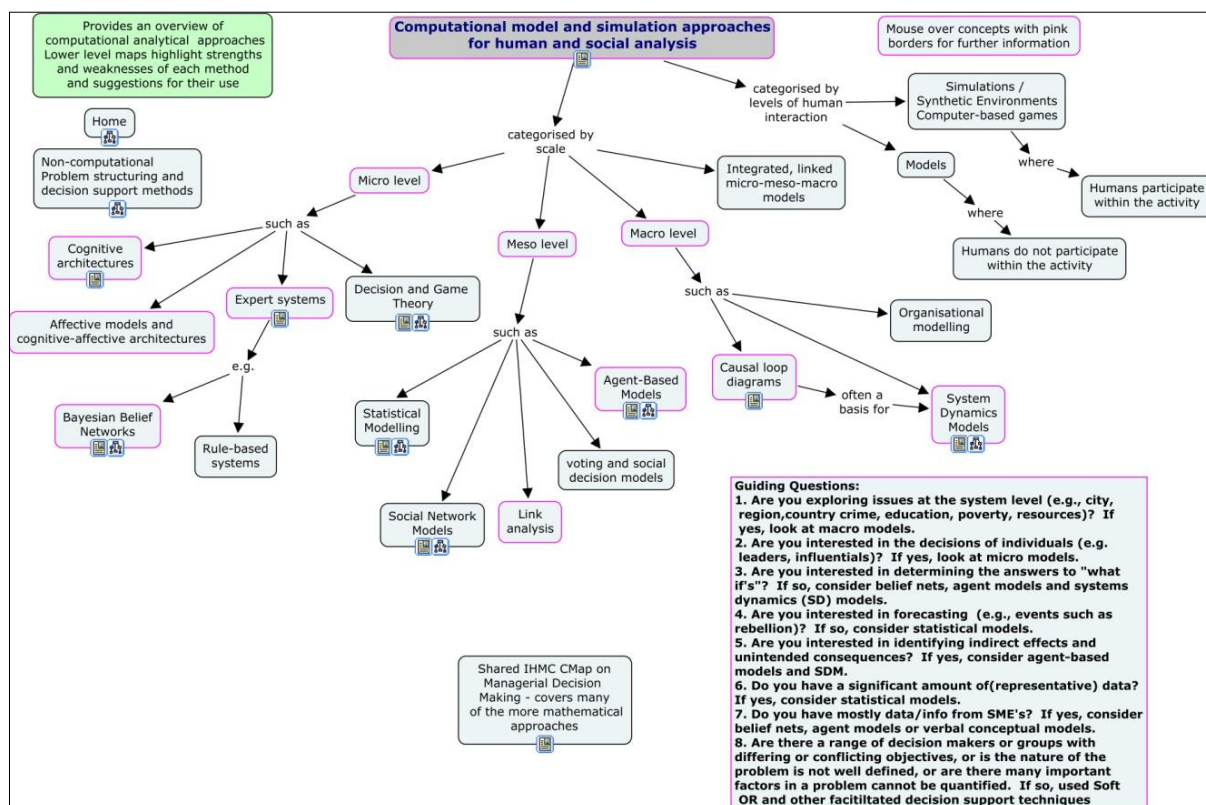 Provides an overview of
computational analytical approaches
Lower level maps highlight strengths
and weaknesses of each method
and suggestions for their use
Computational model and simulation approaches
for human and social analysis
Mouse over concepts with pink
borders for further information
Home
Non-computational
Problem structuring and
decision support methods
categorised by
scale
categorised by
levels of human
interaction
Simulations /
Synthetic Environments
Computer-based games
where
Humans participate
within the activity
Models
where
Humans do not participate
within the activity
Integrated, linked
micro-meso-macro
models
Micro level
such as
Cognitive
architectures
Affective models and
cognitive-affective architectures
Expert systems
Decision and Game
Theory
e.g.
Bayesian Belief
Networks
Rule-based
systems
Meso level
such as
Statistical
Modelling
Social Network
Models
Link
analysis
voting and social
decision models
Agent-Based
Models
Macro level
such as
Organisational
modelling
Causal loop
diagrams
often a
basis for
System
Dynamics
Models
Shared IHMC CMap on
Managerial Decision
Making - covers many
of the more mathematical
approaches
Guiding Questions:
1. Are you exploring issues at the system level (e.g., city,
region,country crime, education, poverty, resources)? If
yes, look at macro models.
2. Are you interested in the decisions of individuals (e.g.
leaders, influentials)? If yes, look at micro models.
3. Are you interested in determining the answers to "what
if's"? If so, consider belief nets, agent models and systems
dynamics (SD) models.
4. Are you interested in forecasting (e.g., events such as
rebellion)? If so, consider statistical models.
5. Are you interested in identifying indirect effects and
unintended consequences? If yes, consider agent-based
models and SDM.
6. Do you have a significant amount of(representative) data?
If yes, consider statistical models.
7. Do you have mostly data/info from SME's? If yes, consider
belief nets, agent models or verbal conceptual models.
8. Are there a range of decision makers or groups with
differing or conflicting objectives, or is the nature of the
problem is not well defined, or are there many important
factors in a problem cannot be quantified. If so, used Soft
OR and other facitiltated decision support techniques